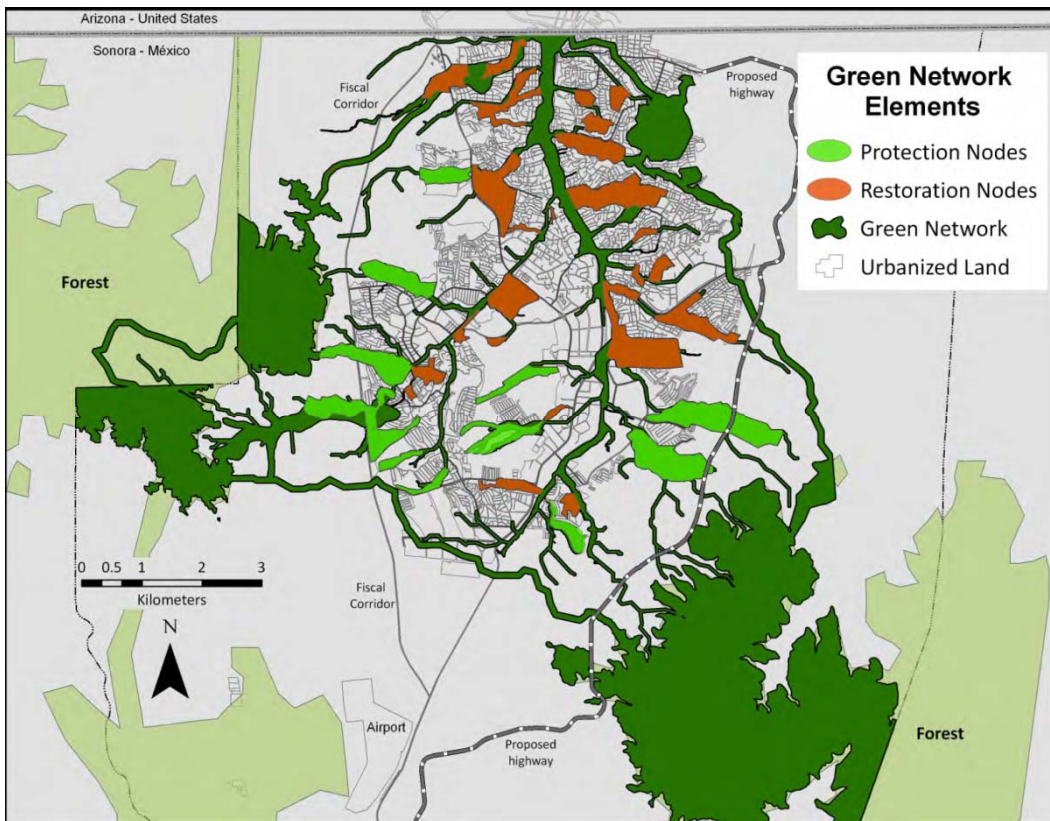 Arizona - United States
Sonora - México
Fiscal
Corridor
Proposed
highway
Green Network
Elements
Protection Nodes
Restoration Nodes
Green Network
Urbanized Land
Forest
0 0.5 1 2 3
Kilometers
N
Fiscal
Corridor
Airport
Proposed
highway
Forest